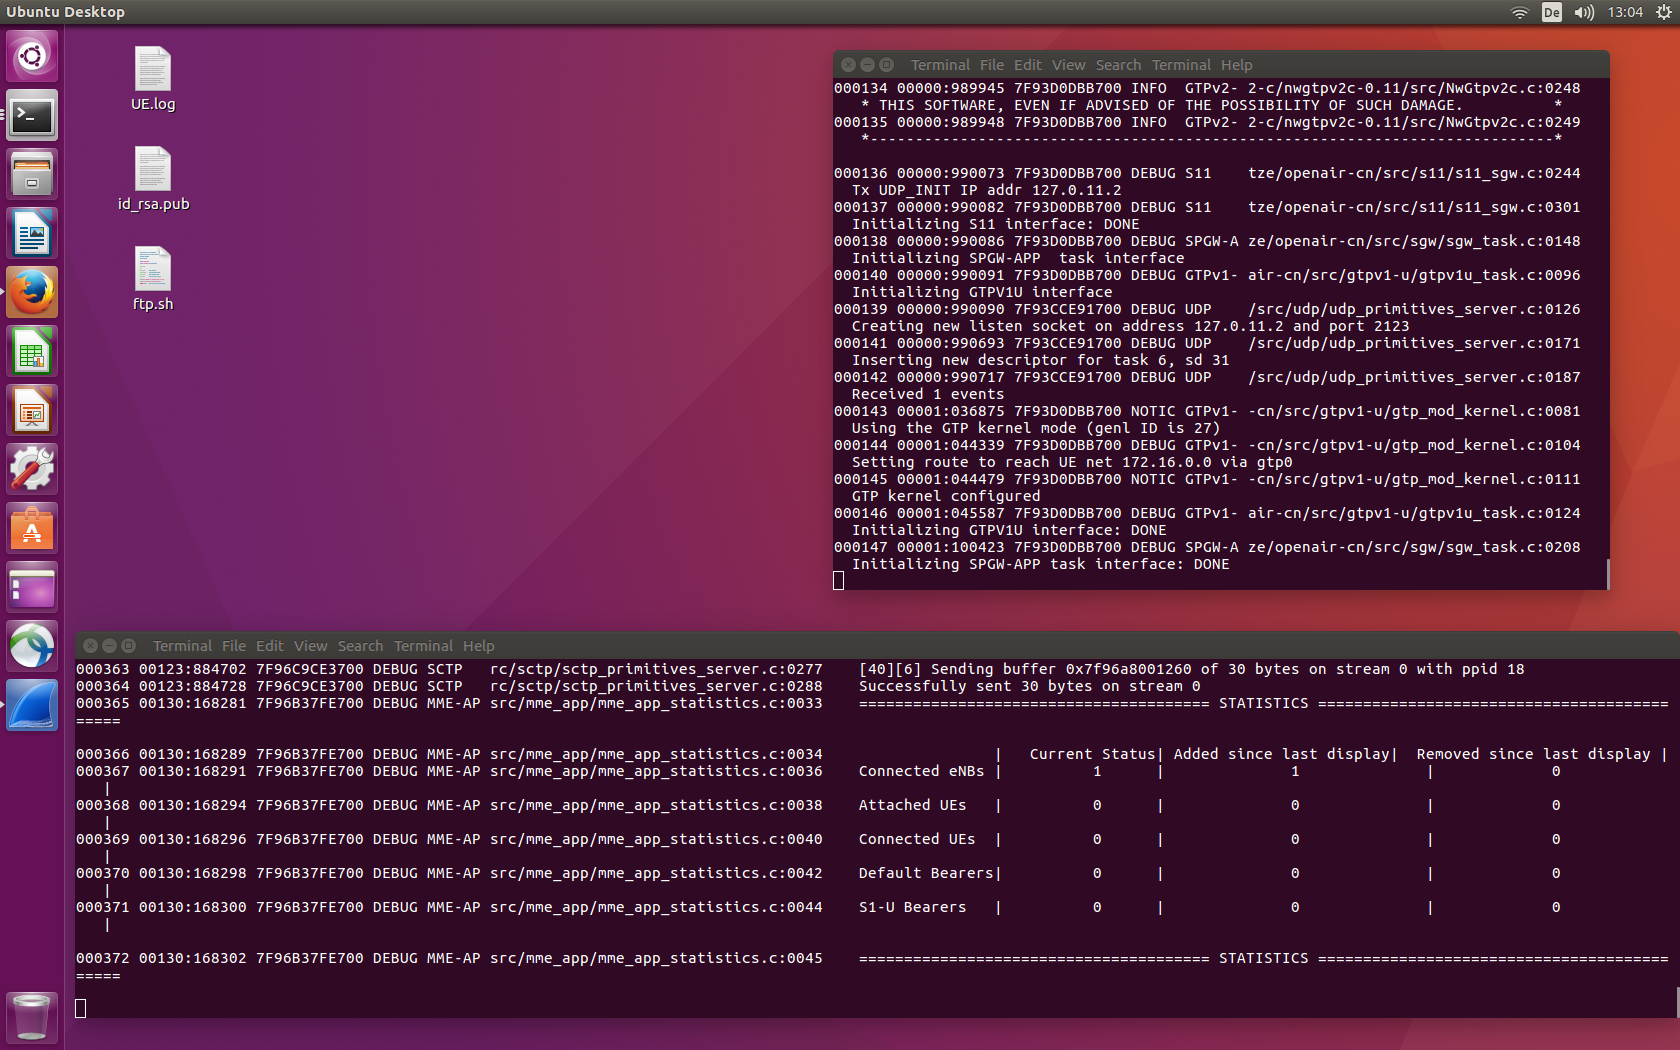 Ubuntu Desktop
De
13:04
UE.log
id_rsa.pub
ftp.sh
Terminal File Edit View Search Terminal Help
000134 00000:989945 7F93D0DBB700 INFO  GTPv2- 2-c/nwgtpv2c-0.11/src/NwGtpv2c.c:0248
* THIS SOFTWARE, EVEN IF ADVISED OF THE POSSIBILITY OF SUCH DAMAGE.          *
000135 00000:989948 7F93D0DBB700 INFO  GTPv2- 2-c/nwgtpv2c-0.11/src/NwGtpv2c.c:0249
*----------------------------------------------------------------------------*
000136 00000:990073 7F93D0DBB700 DEBUG S11    tze/openair-cn/src/s11/s11_sgw.c:0244
Tx UDP_INIT IP addr 127.0.11.2
000137 00000:990082 7F93D0DBB700 DEBUG S11    tze/openair-cn/src/s11/s11_sgw.c:0301
Initializing S11 interface: DONE
000138 00000:990086 7F93D0DBB700 DEBUG SPGW-A ze/openair-cn/src/sgw/sgw_task.c:0148
Initializing SPGW-APP  task interface
000140 00000:990091 7F93D0DBB700 DEBUG GTPv1- air-cn/src/gtpv1-u/gtpv1u_task.c:0096
Initializing GTPV1U interface
000139 00000:990090 7F93CCE91700 DEBUG UDP    /src/udp/udp_primitives_server.c:0126
Creating new listen socket on address 127.0.11.2 and port 2123
000141 00000:990693 7F93CCE91700 DEBUG UDP    /src/udp/udp_primitives_server.c:0171
Inserting new descriptor for task 6, sd 31
000142 00000:990717 7F93CCE91700 DEBUG UDP    /src/udp/udp_primitives_server.c:0187
Received 1 events
000143 00001:036875 7F93D0DBB700 NOTIC GTPv1- -cn/src/gtpv1-u/gtp_mod_kernel.c:0081
Using the GTP kernel mode (genl ID is 27)
000144 00001:044339 7F93D0DBB700 DEBUG GTPv1- -cn/src/gtpv1-u/gtp_mod_kernel.c:0104
Setting route to reach UE net 172.16.0.0 via gtp0
000145 00001:044479 7F93D0DBB700 NOTIC GTPv1- -cn/src/gtpv1-u/gtp_mod_kernel.c:0111
GTP kernel configured
000146 00001:045587 7F93D0DBB700 DEBUG GTPv1- air-cn/src/gtpv1-u/gtpv1u_task.c:0124
Initializing GTPV1U interface: DONE
000147 00001:100423 7F93D0DBB700 DEBUG SPGW-A ze/openair-cn/src/sgw/sgw_task.c:0208
Initializing SPGW-APP task interface: DONE
Terminal File Edit View Search Terminal Help
000363 00123:884702 7F96C9CE3700 DEBUG SCTP   rc/sctp/sctp_primitives_server.c:0277    [40][6] Sending buffer 0x7f96a8001260 of 30 bytes on stream 0 with ppid 18
000364 00123:884728 7F96C9CE3700 DEBUG SCTP   rc/sctp/sctp_primitives_server.c:0288    Successfully sent 30 bytes on stream 0
000365 00130:168281 7F96B37FE700 DEBUG MME-AP src/mme_app/mme_app_statistics.c:0033    ======================================= STATISTICS =======================================
=====
000366 00130:168289 7F96B37FE700 DEBUG MME-AP src/mme_app/mme_app_statistics.c:0034                   |   Current Status| Added since last display|  Removed since last display |
000367 00130:168291 7F96B37FE700 DEBUG MME-AP src/mme_app/mme_app_statistics.c:0036    Connected eNBs |          1      |              1              |             0
|
000368 00130:168294 7F96B37FE700 DEBUG MME-AP src/mme_app/mme_app_statistics.c:0038    Attached UEs   |          0      |              0              |             0
|
000369 00130:168296 7F96B37FE700 DEBUG MME-AP src/mme_app/mme_app_statistics.c:0040    Connected UEs  |          0      |              0              |             0
|
000370 00130:168298 7F96B37FE700 DEBUG MME-AP src/mme_app/mme_app_statistics.c:0042    Default Bearers|          0      |              0              |             0
|
000371 00130:168300 7F96B37FE700 DEBUG MME-AP src/mme_app/mme_app_statistics.c:0044    S1-U Bearers   |          0      |              0              |             0
|
000372 00130:168302 7F96B37FE700 DEBUG MME-AP src/mme_app/mme_app_statistics.c:0045    ======================================= STATISTICS =======================================
=====